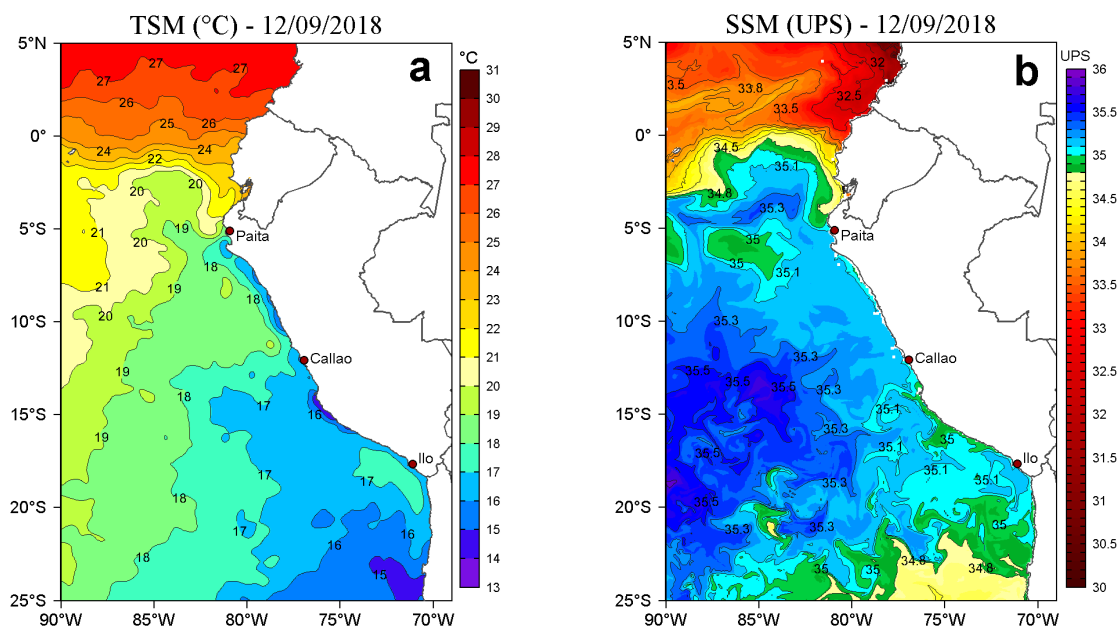 TSM (°C) - 12/09/2018
a
5°N
0°
5°S
10°S
15°S
20°S
25°S
90°W
85°W
80°W
75°W
70°W
27
27
27
26
25
26
24
24
22
20
20
21
19
20
18
21
19
18
20
19
18
17
16
19
17
17
18
17
16
16
18
15
Paita
Callao
Ilo
°C
31
30
29
28
27
26
25
24
23
22
21
20
19
18
17
16
15
14
13
SSM (UPS) - 12/09/2018
b
5°N
0°
5°S
10°S
15°S
20°S
25°S
90°W
85°W
80°W
75°W
70°W
32
3.5
33.8
32.5
33.5
34.5
35.1
34.8
35.3
35
35
35.1
35.3
35.3
35.5
35.5
35.5
35.3
35.1
35.3
35
35.1
35.5
35.1
35.1
35.3
35.5
35.3
35.3
35
34.8
35
35
34.8
Paita
Callao
Ilo
UPS
36
35.5
35
34.5
34
33.5
33
32.5
32
31.5
31
30.5
30